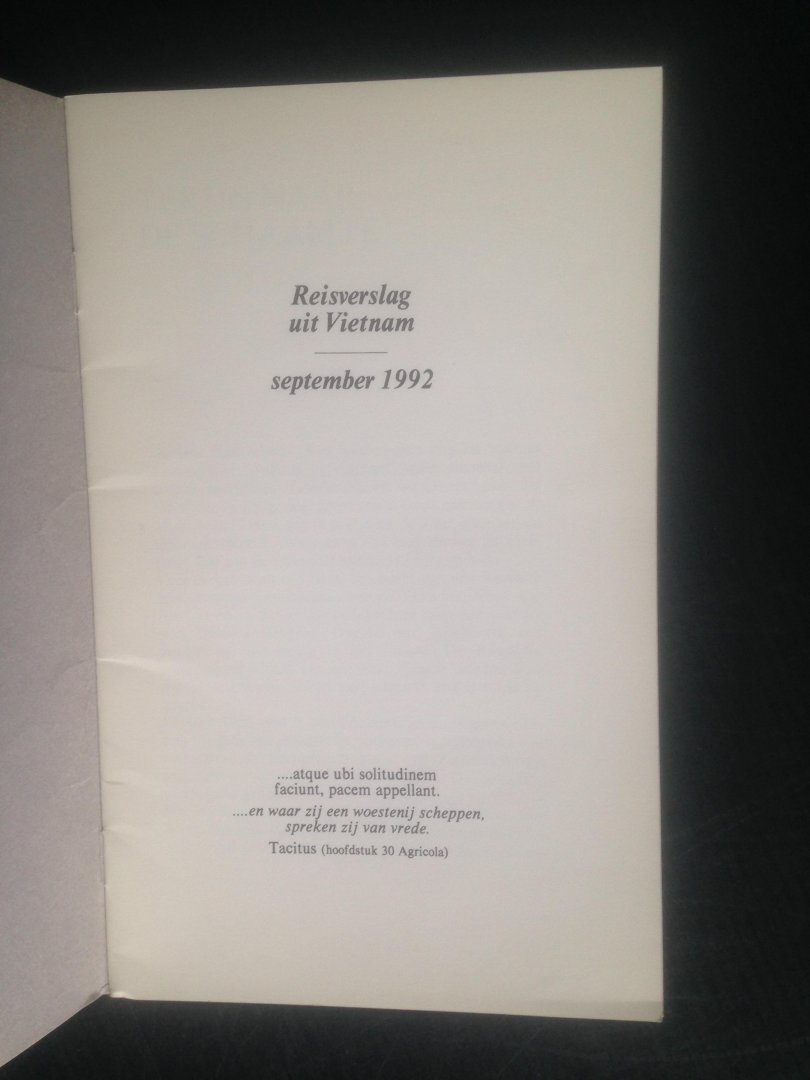 Reisverslag
uit Vietnam
september 1992
....atque ubi solitudinem
faciunt, pacem appellant.
....en waar zij een woestenij scheppen,
spreken zij van vrede.
Tacitus (hoofdstuk 30 Agricola)